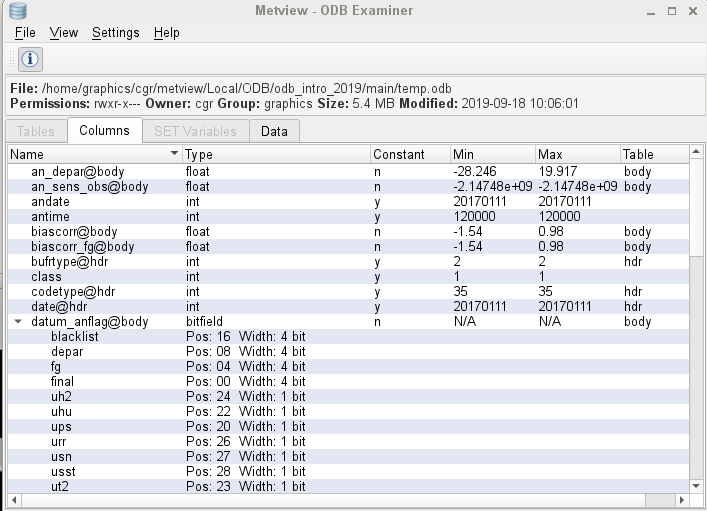 Metview - ODB Examiner
File View Settings Help
File: /home/graphics/cgr/metview/Local/ODB/odb_intro_2019/main/temp.odb
Permissions: rwxr-x--- Owner: cgr Group: graphics Size: 5.4 MB Modified: 2019-09-18 10:06:01
Tables Columns SET Variables Data
Name Type Constant Min Max Table
an_depar@body float n -28.246 19.917 body
an_sens_obs@body float n -2.14748e+09 -2.14748e+09 body
andate int y 20170111 20170111
antime int y 120000 120000
biascorr@body float n -1.54 0.98 body
biascorr_fg@body float n -1.54 0.98 body
bufrtype@hdr int y 2 2 hdr
class int y 1 1
codetype@hdr int y 35 35 hdr
date@hdr int y 20170111 20170111 hdr
datum_anflag@body bitfield n N/A N/A body
blacklist Pos: 16 Width: 4 bit
depar Pos: 08 Width: 4 bit
fg Pos: 04 Width: 4 bit
final Pos: 00 Width: 4 bit
uh2 Pos: 24 Width: 1 bit
uhu Pos: 22 Width: 1 bit
ups Pos: 20 Width: 1 bit
urr Pos: 26 Width: 1 bit
usn Pos: 27 Width: 1 bit
usst Pos: 28 Width: 1 bit
ut2 Pos: 23 Width: 1 bit